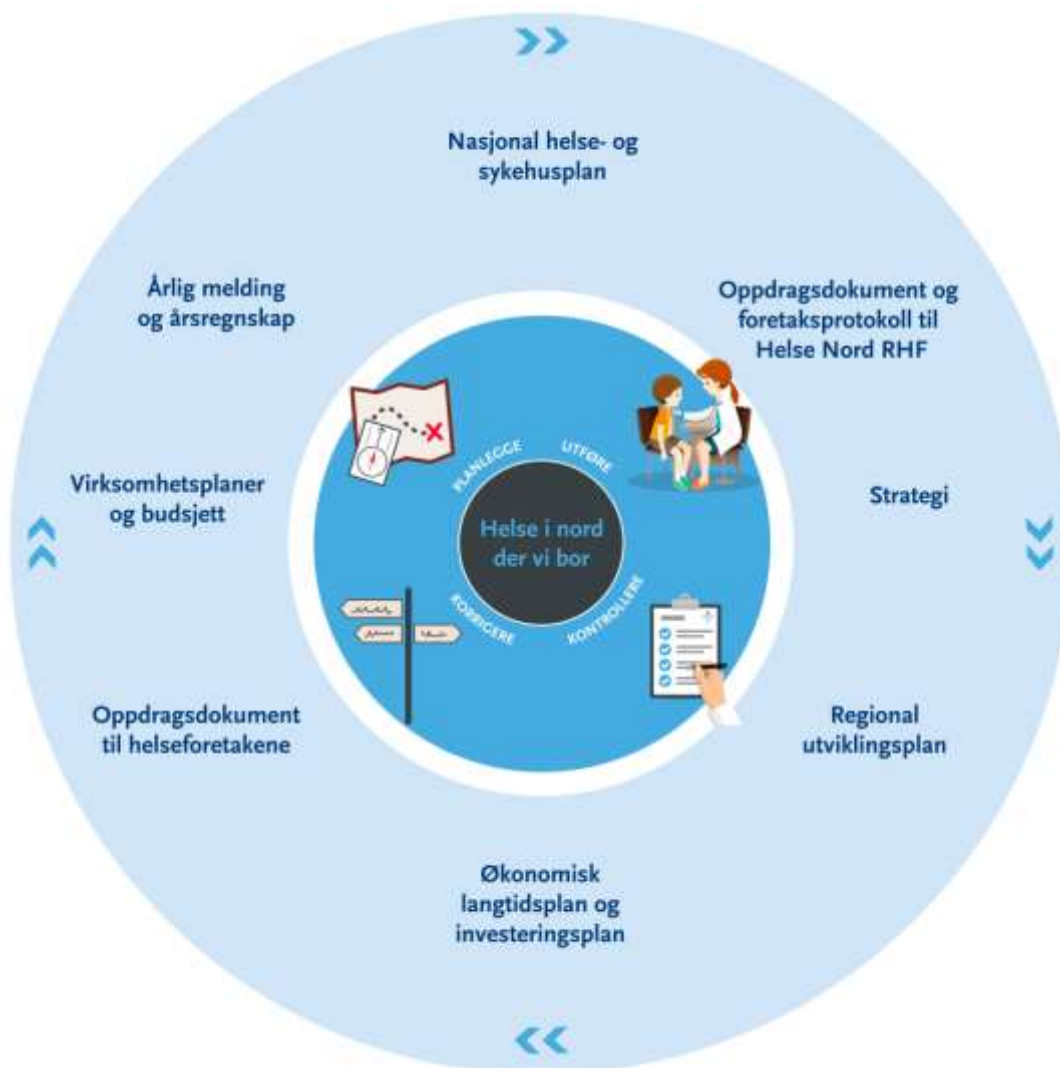 Nasjonal helse- og
sykehusplan
Oppdragsdokument og
foretaksprotokoll til
Helse Nord RHF
Strategi
Regional
utviklingsplan
Økonomisk
langtidsplan og
investeringsplan
Oppdragsdokument
til helseforetakene
Virksomhetsplaner
og budsjett
Årlig melding
og årsregnskap
PLANLEGGE
UTFØRE
KONTROLLERE
KORRIGERE
Helse i nord
der vi bor